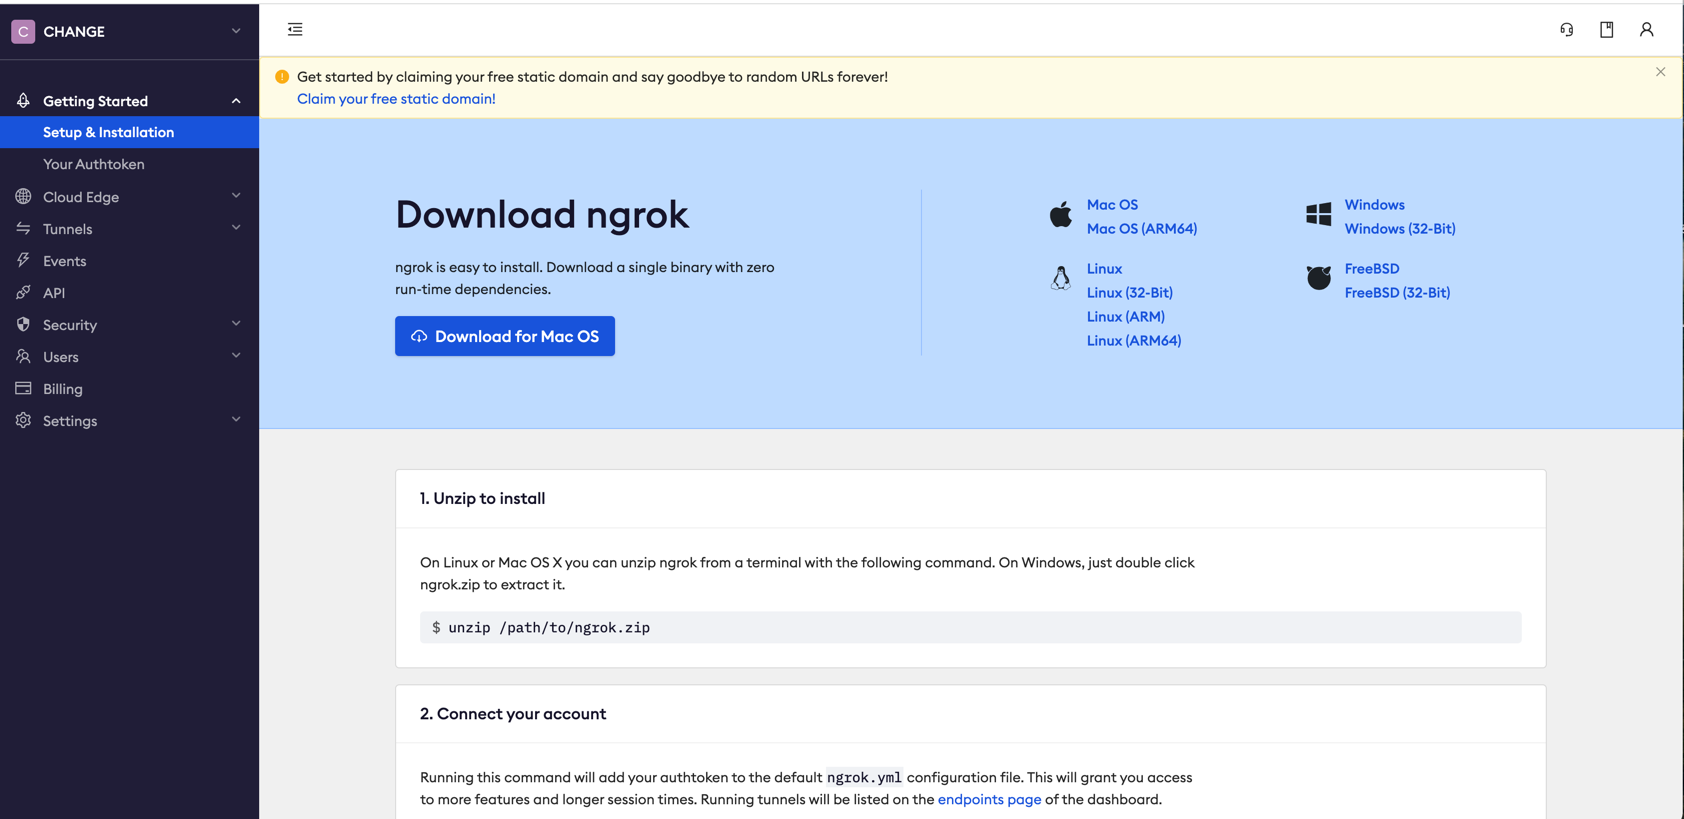 C CHANGE
Getting Started
Setup & Installation
Your Authtoken
Cloud Edge
Tunnels
Events
API
Security
Users
Billing
Settings
Get started by claiming your free static domain and say goodbye to random URLs forever!
Claim your free static domain!
Download ngrok
ngrok is easy to install. Download a single binary with zero
run-time dependencies.
Download for Mac OS
Mac OS
Mac OS (ARM64)
Linux
Linux (32-Bit)
Linux (ARM)
Linux (ARM64)
Windows
Windows (32-Bit)
FreeBSD
FreeBSD (32-Bit)
1. Unzip to install
On Linux or Mac OS X you can unzip ngrok from a terminal with the following command. On Windows, just double click
ngrok.zip to extract it.
$ unzip /path/to/ngrok.zip
2. Connect your account
Running this command will add your authtoken to the default ngrok.yml configuration file. This will grant you access
to more features and longer session times. Running tunnels will be listed on the endpoints page of the dashboard.